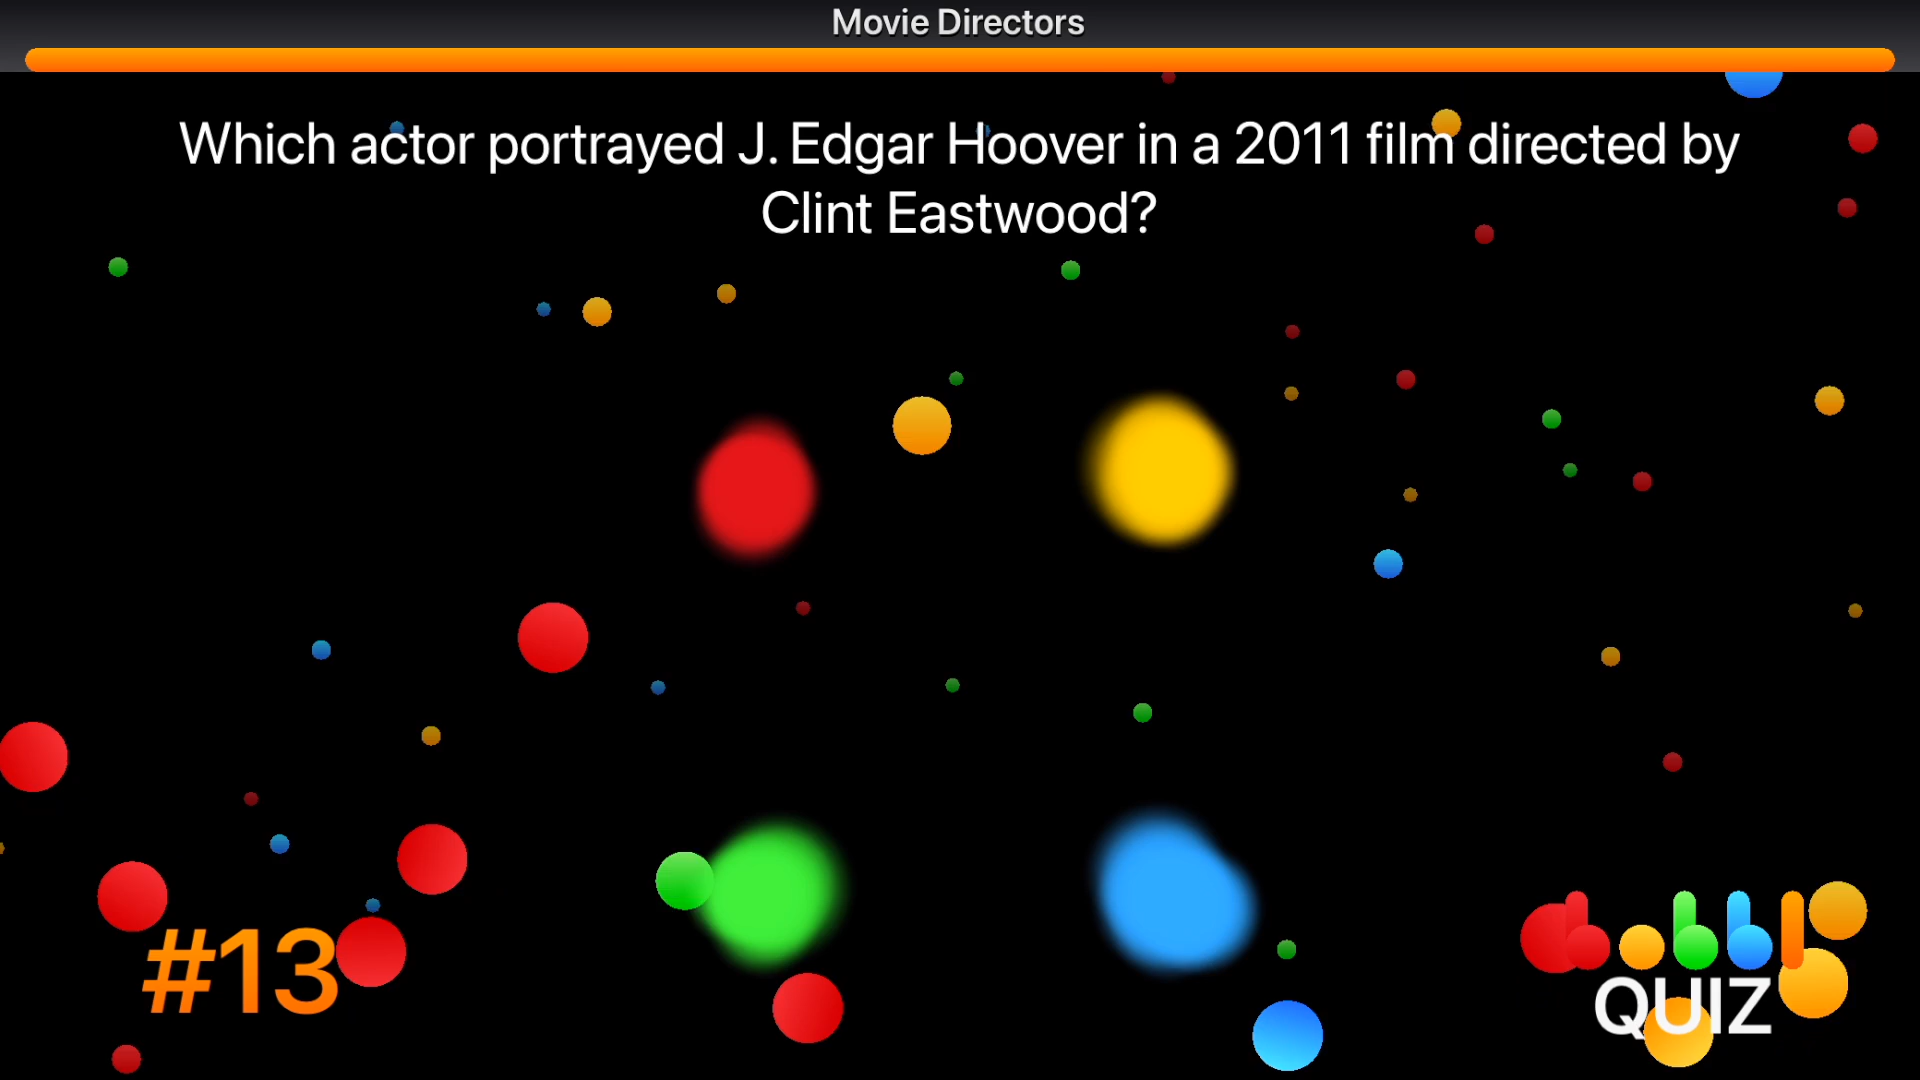 Movie Directors
Which actor portrayed J. Edgar Hoover in a 2011 film directed by
Clint Eastwood?
#13
QUIZ